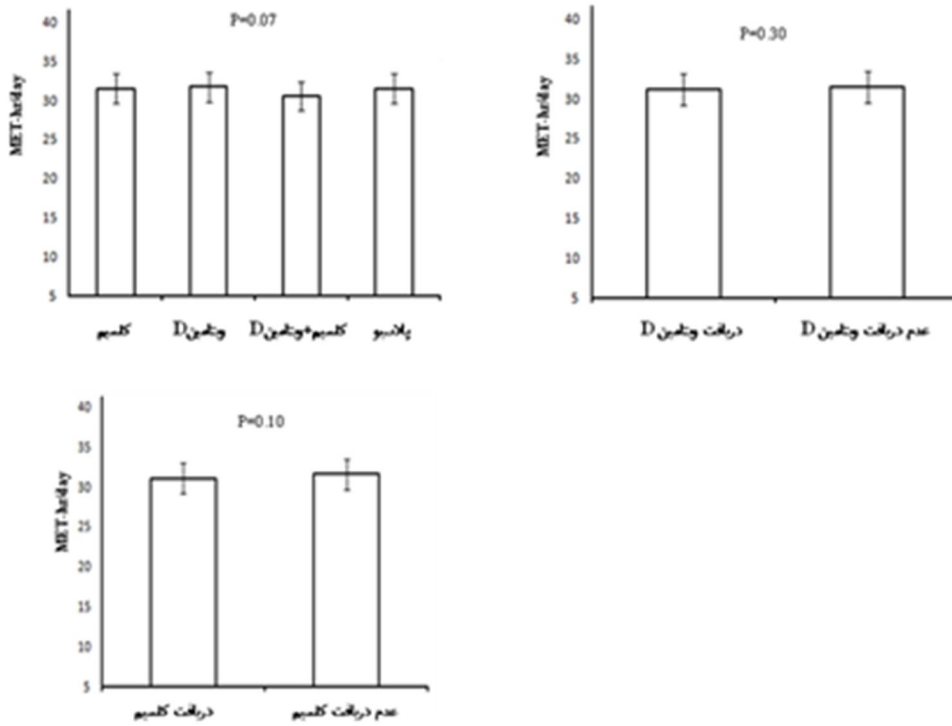 P=0.07
MET-hr/day
40
35
30
25
20
15
10
5
کلسیم
ویتامین D
کلسیم+ویتامین D
پلاسبو
P=0.30
MET-hr/day
40
35
30
25
20
15
10
5
دریافت ویتامین D
عدم دریافت ویتامین D
P=0.10
MET-hr/day
40
35
30
25
20
15
10
5
دریافت کلسیم
عدم دریافت کلسیم